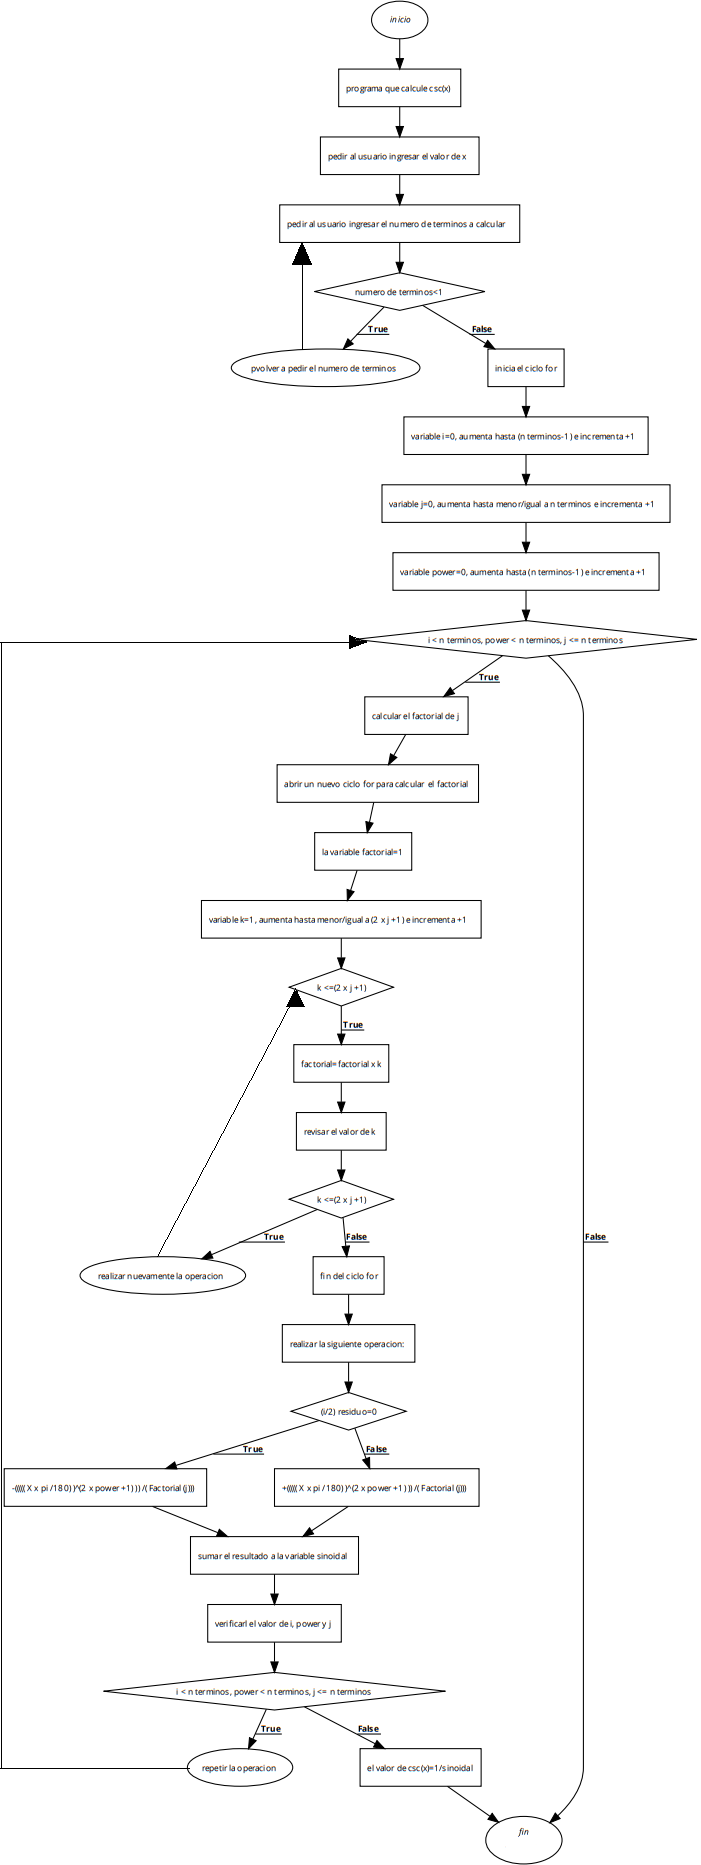 inicio
programa que calcule csc(x)
pedir al usuario ingresar el valor de x
pedir al usuario ingresar el numero de terminos a calcular
numero de terminos<1
True
False
pvolver a pedir el numero de terminos
inicia el ciclo for
variable i=0, aumenta hasta (n terminos-1) e incrementa +1
variable j=0, aumenta hasta menor/igual a n terminos e incrementa +1
variable power=0, aumenta hasta (n terminos-1) e incrementa +1
i < n terminos, power < n terminos, j <= n terminos
True
calcular el factorial de j
abrir un nuevo ciclo for para calcular el factorial
la variable factorial=1
variable k=1, aumenta hasta menor/igual a (2 x j +1) e incrementa +1
k <=(2 x j +1)
True
factorial= factorial x k
revisar el valor de k
k <=(2 x j +1)
True
False
False
realizar nuevamente la operacion
fin del ciclo for
realizar la siguiente operacion:
(i/2) residuo=0
True
False
-((((( X x pi /180) )^(2 x power +1) )) /( Factorial (j)))
+((((( X x pi /180) )^(2 x power +1) )) /( Factorial (j)))
sumar el resultado a la variable sinoidal
verificarl el valor de i, power y j
i < n terminos, power < n terminos, j <= n terminos
True
False
repetir la operacion
el valor de csc(x)=1/sinoidal
fin